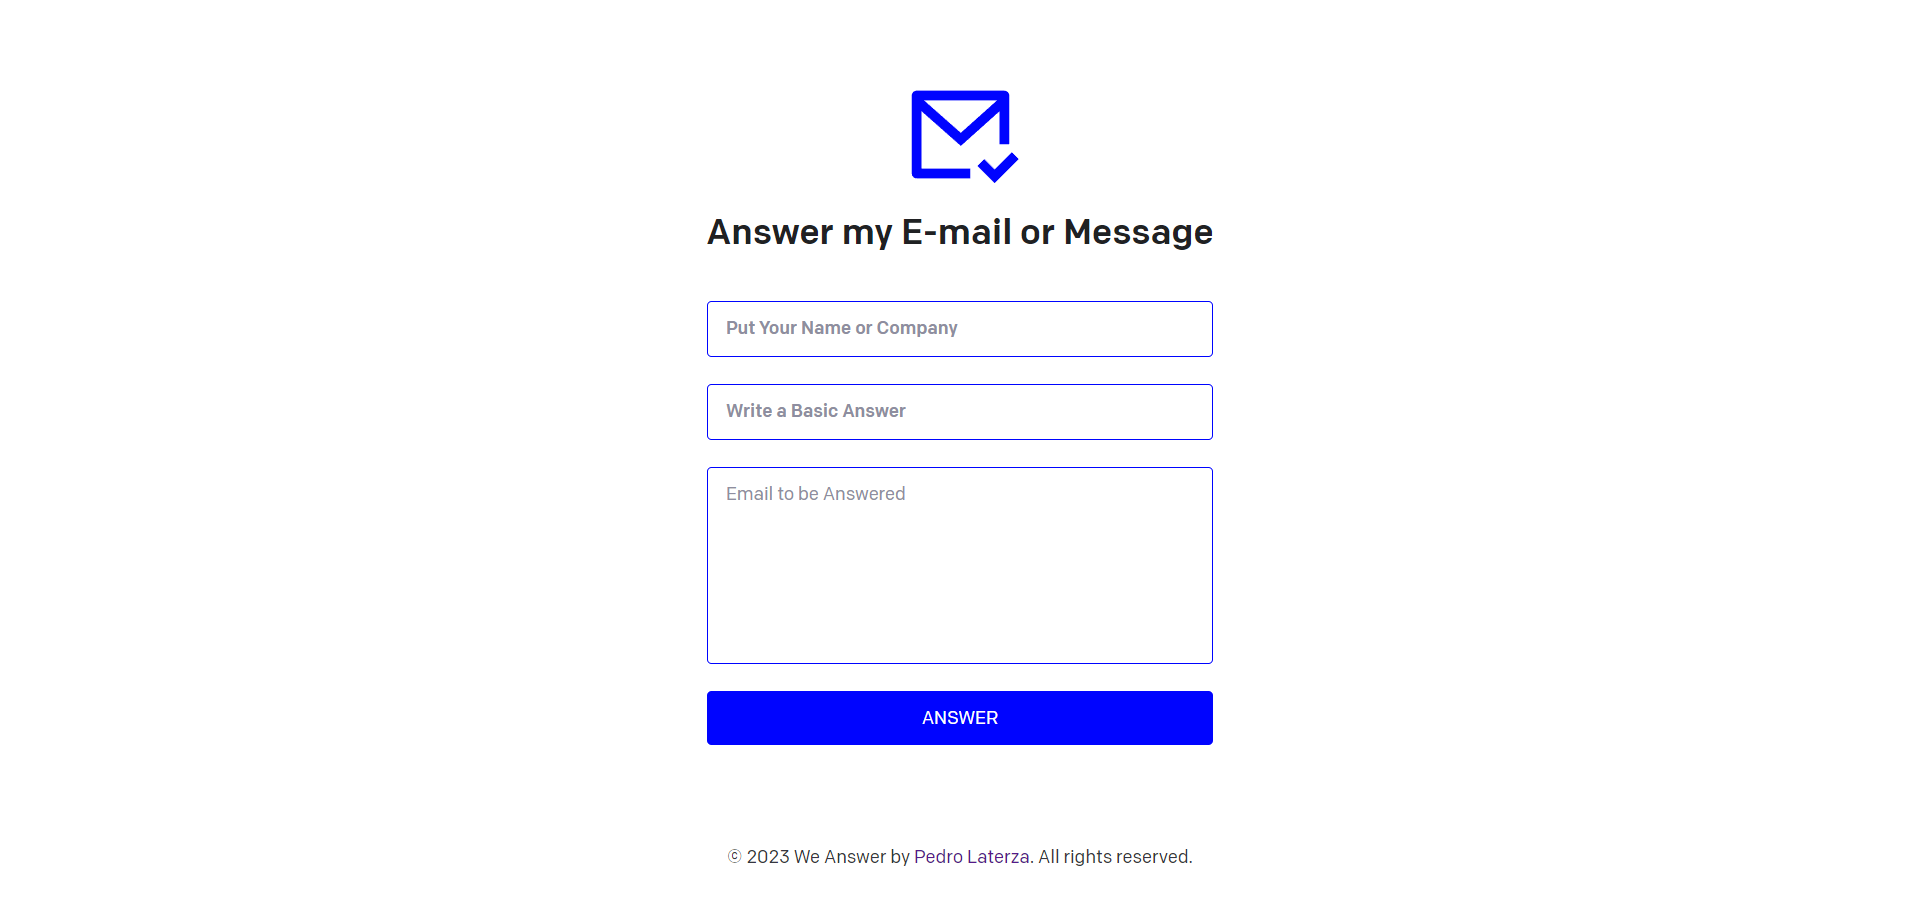 Answer my E-mail or Message
Put Your Name or Company
Write a Basic Answer
Email to be Answered
ANSWER
© 2023 We Answer by Pedro Laterza. All rights reserved.